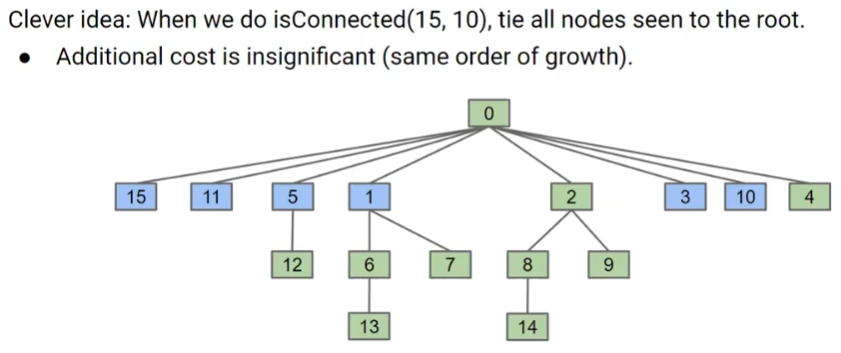 Clever idea: When we do isConnected(15, 10), tie all nodes seen to the root.
● Additional cost is insignificant (same order of growth).
0
15 11 5 1 2 3 10 4
12 6 7 8 9
13 14